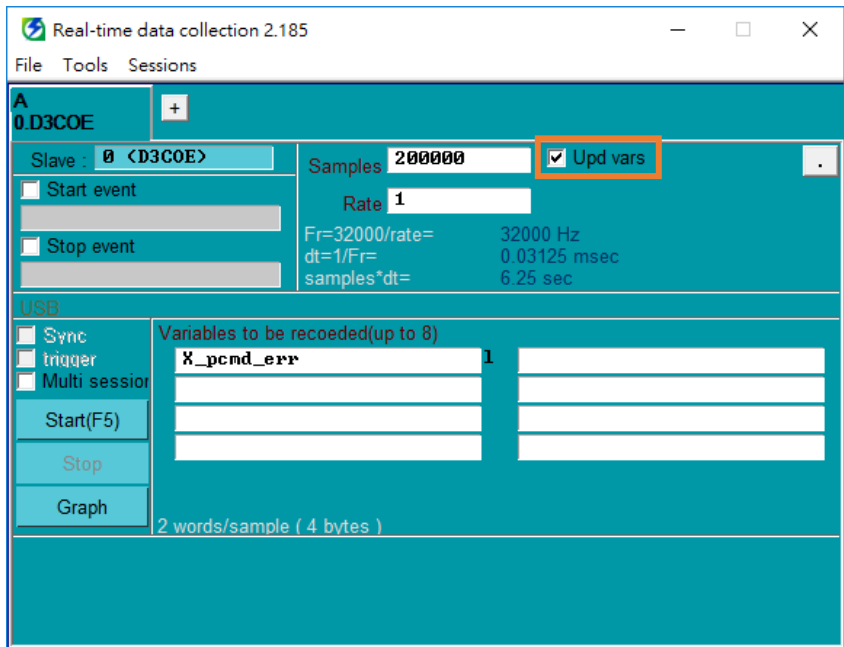 Real-time data collection 2.185
File Tools Sessions
A
0.D3COE
+
Slave : 0 (D3COE)
Samples 200000
Upd vars
.
Start event
Rate 1
Stop event
Fr=32000/rate= 32000 Hz
dt=1/Fr= 0.03125 msec
samples*dt= 6.25 sec
USB
Sync
trigger
Multi session
Variables to be recoeded(up to 8)
X_pcmd_err 1
Start(F5)
Stop
Graph
2 words/sample ( 4 bytes )